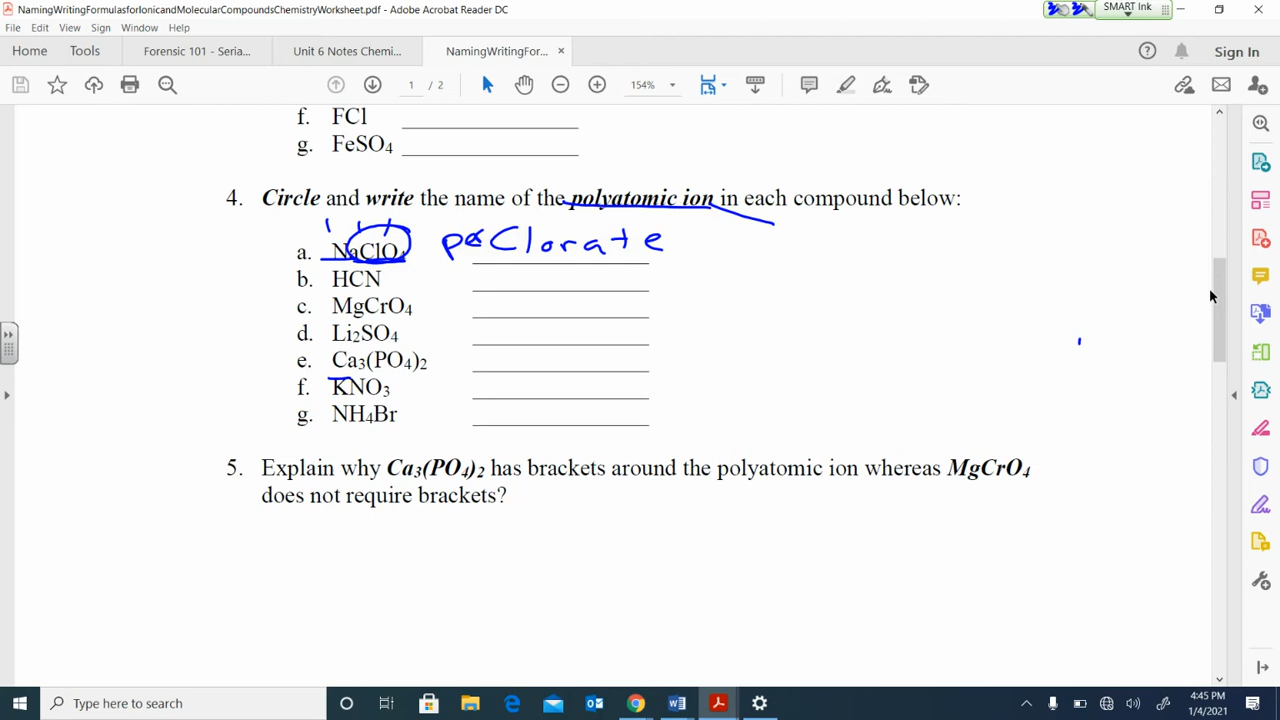 NamingWritingFormulasforIonicandMolecularCompoundsChemistryWorksheet.pdf - Adobe Acrobat Reader DC
SMART Ink
File Edit View Sign Window Help
Home Tools Forensic 101 - Seria... Unit 6 Notes Chemi... NamingWritingFor... × Sign In
1 / 2 154%
f. FCl
g. FeSO4
4. Circle and write the name of the polyatomic ion in each compound below:
a. NaClO4 perClorate
b. HCN
c. MgCrO4
d. Li2SO4
e. Ca3(PO4)2
f. KNO3
g. NH4Br
5. Explain why Ca3(PO4)2 has brackets around the polyatomic ion whereas MgCrO4
does not require brackets?
Type here to search
4:45 PM
1/4/2021